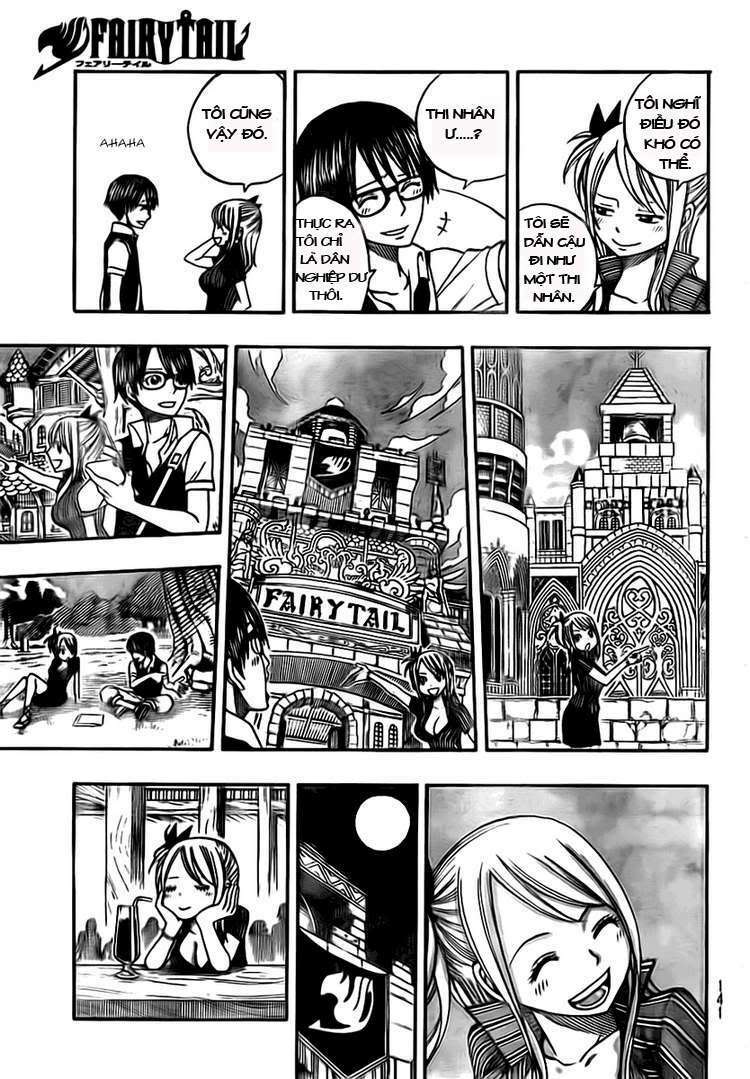 FAIRY TAIL
フェアリーテイル
TÔI NGHĨ
ĐIỀU ĐÓ
KHÓ CÓ
THỂ.
TÔI SẼ
DẪN CẬU
ĐI NHƯ
MỘT THI
NHÂN.
THI NHÂN
Ư.....?
THỰC RA
TÔI CHỈ
LÀ DÂN
NGHIỆP DƯ
THÔI.
TÔI CŨNG
VẬY ĐÓ.
AHAHA
FAIRY TAIL
141